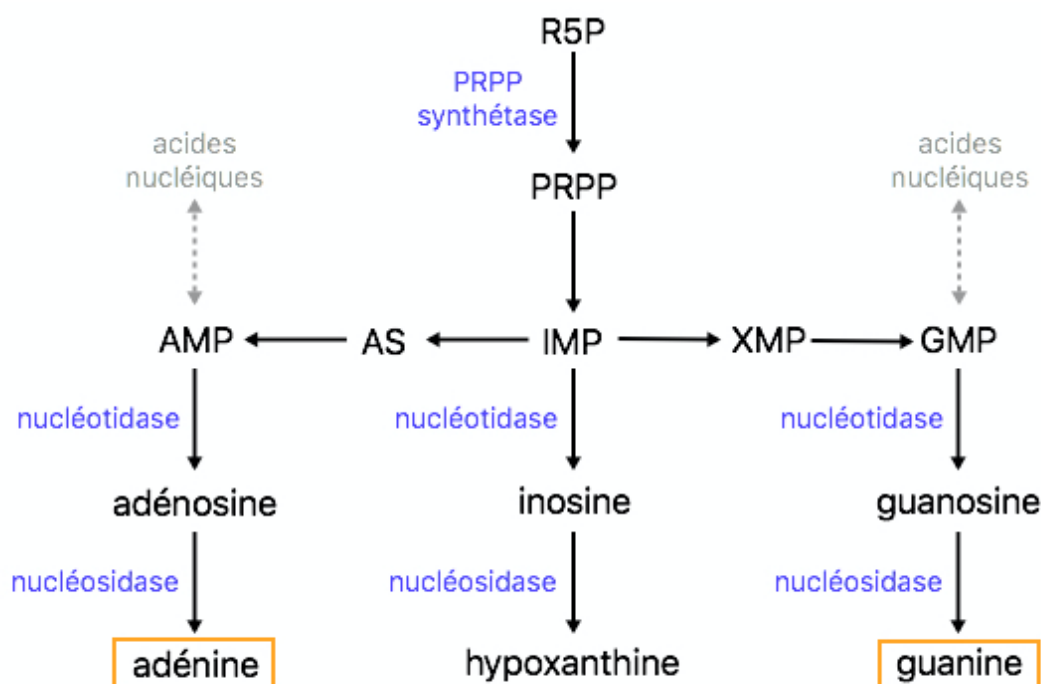 R5P
PRPP
synthétase
acides
nucléiques
acides
nucléiques
PRPP
AMP
AS
IMP
XMP
GMP
nucléotidase
nucléotidase
nucléotidase
adénosine
inosine
guanosine
nucléosidase
nucléosidase
nucléosidase
adénine
hypoxanthine
guanine